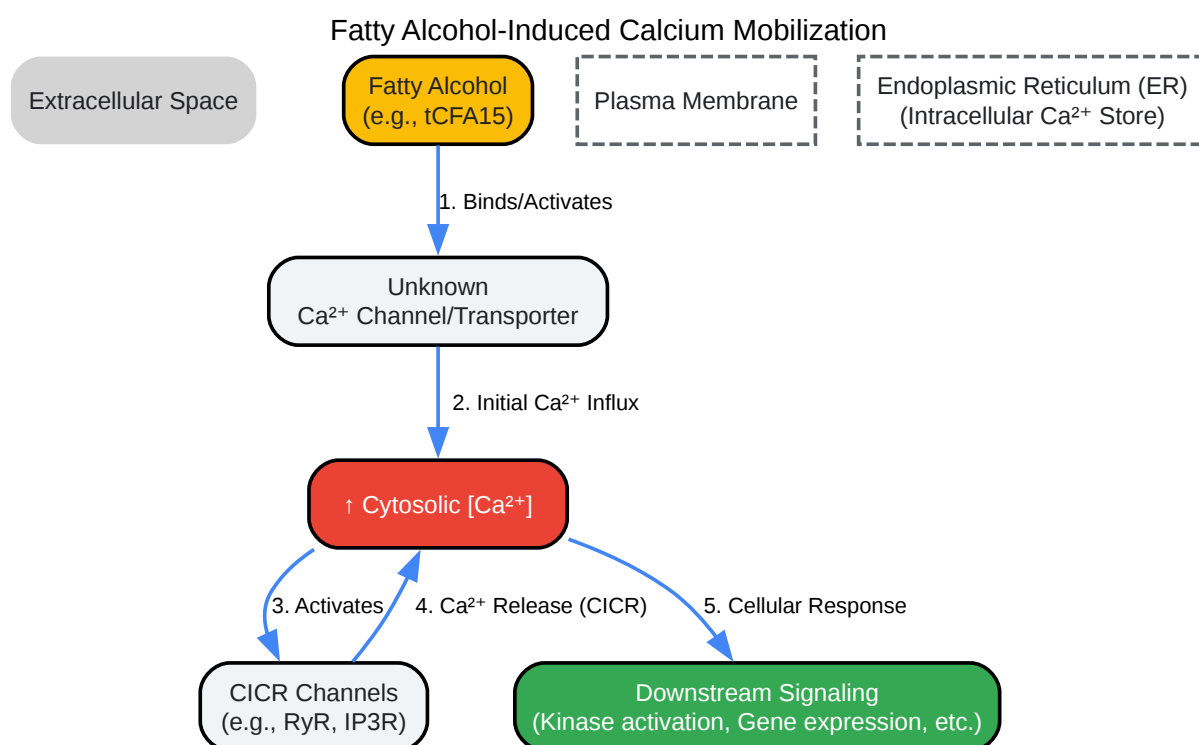 Fatty Alcohol-Induced Calcium Mobilization
Extracellular Space
Fatty Alcohol
(e.g., tCFA15)
Plasma Membrane
Endoplasmic Reticulum (ER)
(Intracellular Ca²⁺ Store)
1. Binds/Activates
Unknown
Ca²⁺ Channel/Transporter
2. Initial Ca²⁺ Influx
↑ Cytosolic [Ca²⁺]
3. Activates
4. Ca²⁺ Release (CICR)
5. Cellular Response
CICR Channels
(e.g., RyR, IP3R)
Downstream Signaling
(Kinase activation, Gene expression, etc.)